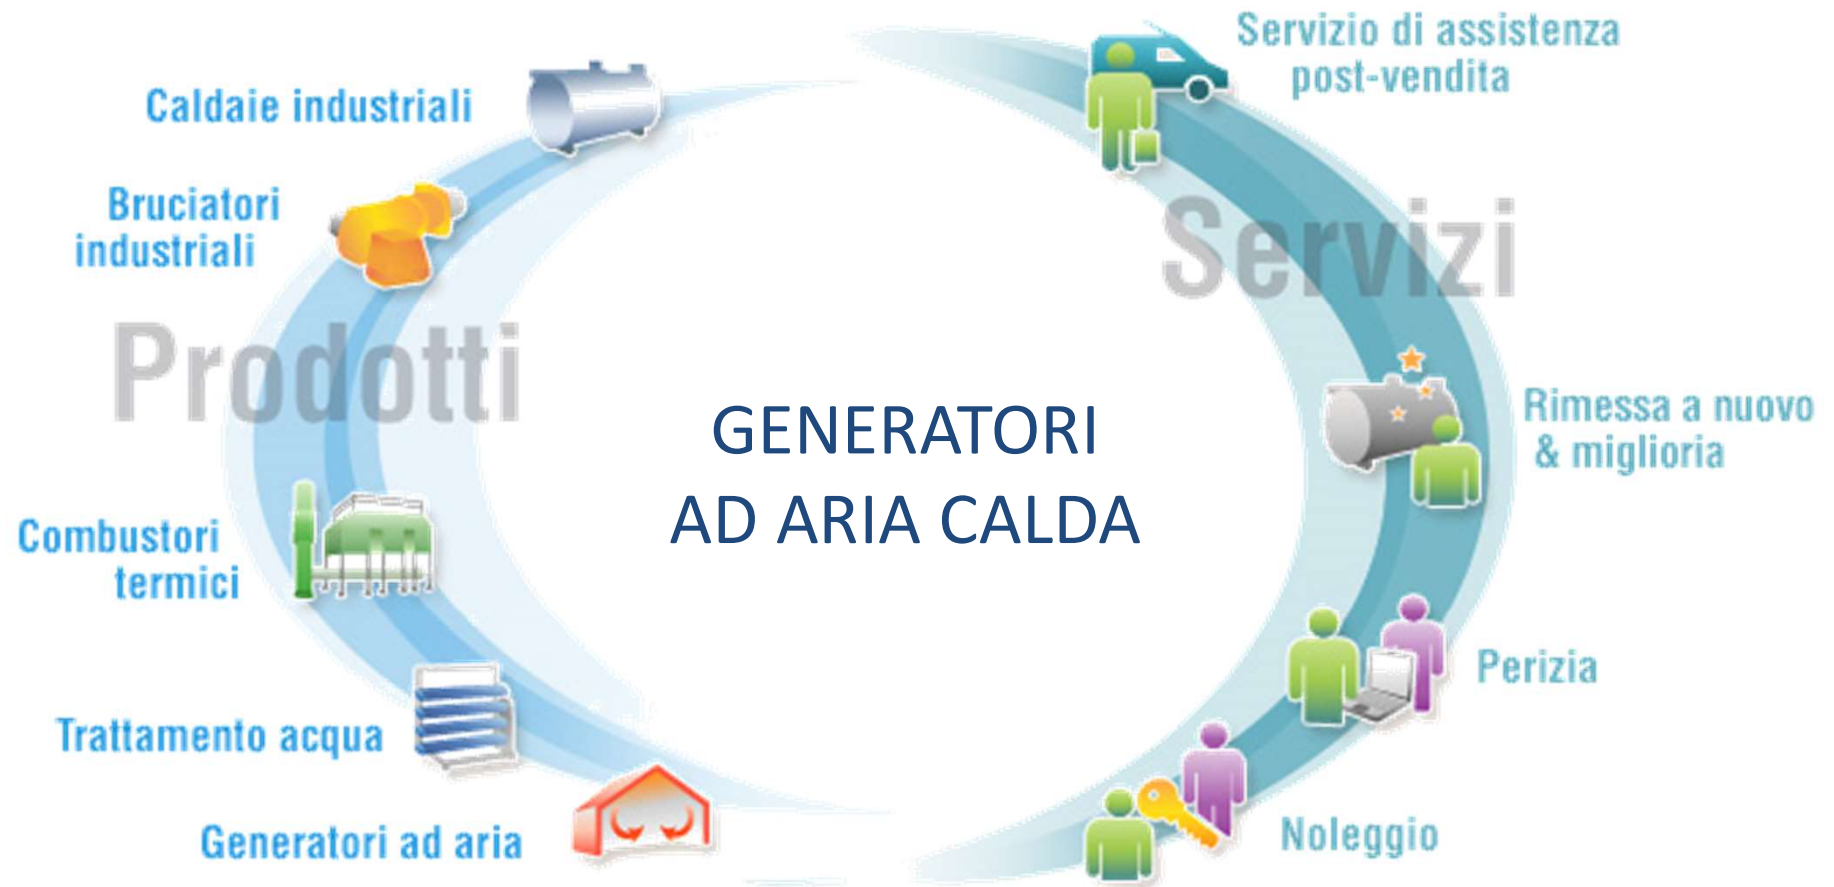 Caldaie industriali
Bruciatori
industriali
Prodotti
Combustori
termici
Trattamento acqua
Generatori ad aria
GENERATORI
AD ARIA CALDA
Servizio di assistenza
post-vendita
Servizi
Rimessa a nuovo
& miglioria
Perizia
Noleggio